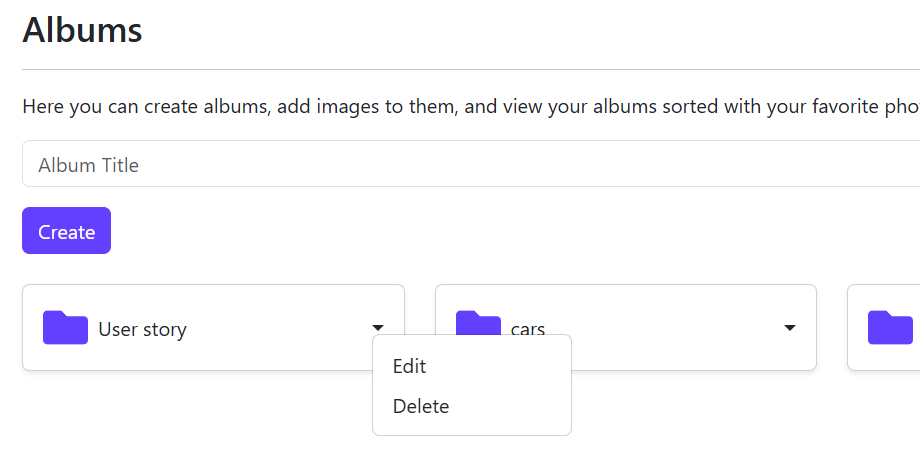 Albums
Here you can create albums, add images to them, and view your albums sorted with your favorite
Album Title
Create
User story
cars
Edit
Delete